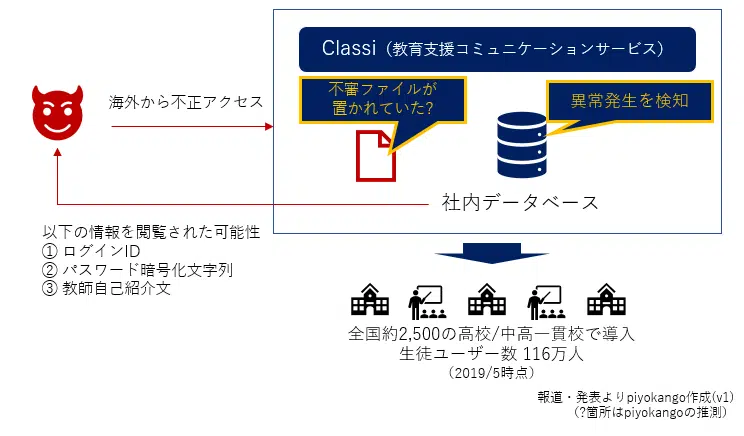 Classi（教育支援コミュニケーションサービス）
不審ファイルが
置かれていた?
異常発生を検知
海外から不正アクセス
社内データベース
以下の情報を閲覧された可能性
① ログインID
② パスワード暗号化文字列
③ 教師自己紹介文
全国約2,500の高校/中高一貫校で導入
生徒ユーザー数 116万人
（2019/5時点）
報道・発表よりpiyokango作成(v1)
(?箇所はpiyokangoの推測)